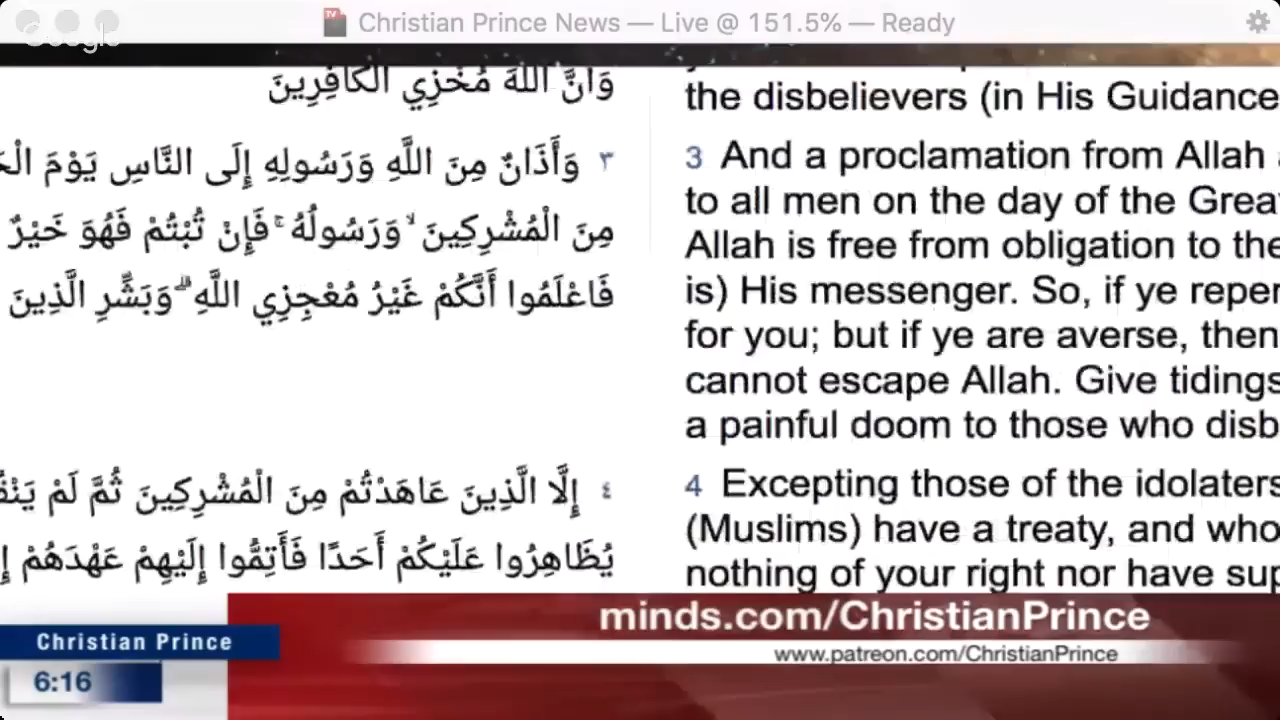 Christian Prince News — Live @ 151.5% — Ready
Google
وَأَنَّ اللَّهَ مُخْزِي الْكَافِرِينَ
٣ وَأَذَانٌ مِنَ اللَّهِ وَرَسُولِهِ إِلَى النَّاسِ يَوْمَ
مِنَ الْمُشْرِكِينَ ۙ وَرَسُولُهُ ۚ فَإِنْ تُبْتُمْ فَهُوَ خَيْرٌ
فَاعْلَمُوا أَنَّكُمْ غَيْرُ مُعْجِزِي اللَّهِ ۗ وَبَشِّرِ الَّذِينَ
٤ إِلَّا الَّذِينَ عَاهَدْتُمْ مِنَ الْمُشْرِكِينَ ثُمَّ لَمْ
يُظَاهِرُوا عَلَيْكُمْ أَحَدًا فَأَتِمُّوا إِلَيْهِمْ عَهْدَهُمْ
the disbelievers (in His Guidance
3 And a proclamation from Allah
to all men on the day of the Grea
Allah is free from obligation to the
is) His messenger. So, if ye repen
for you; but if ye are averse, then
cannot escape Allah. Give tidings
a painful doom to those who disb
4 Excepting those of the idolaters
(Muslims) have a treaty, and who
nothing of your right nor have sup
minds.com/ChristianPrince
www.patreon.com/ChristianPrince
Christian Prince
6:16